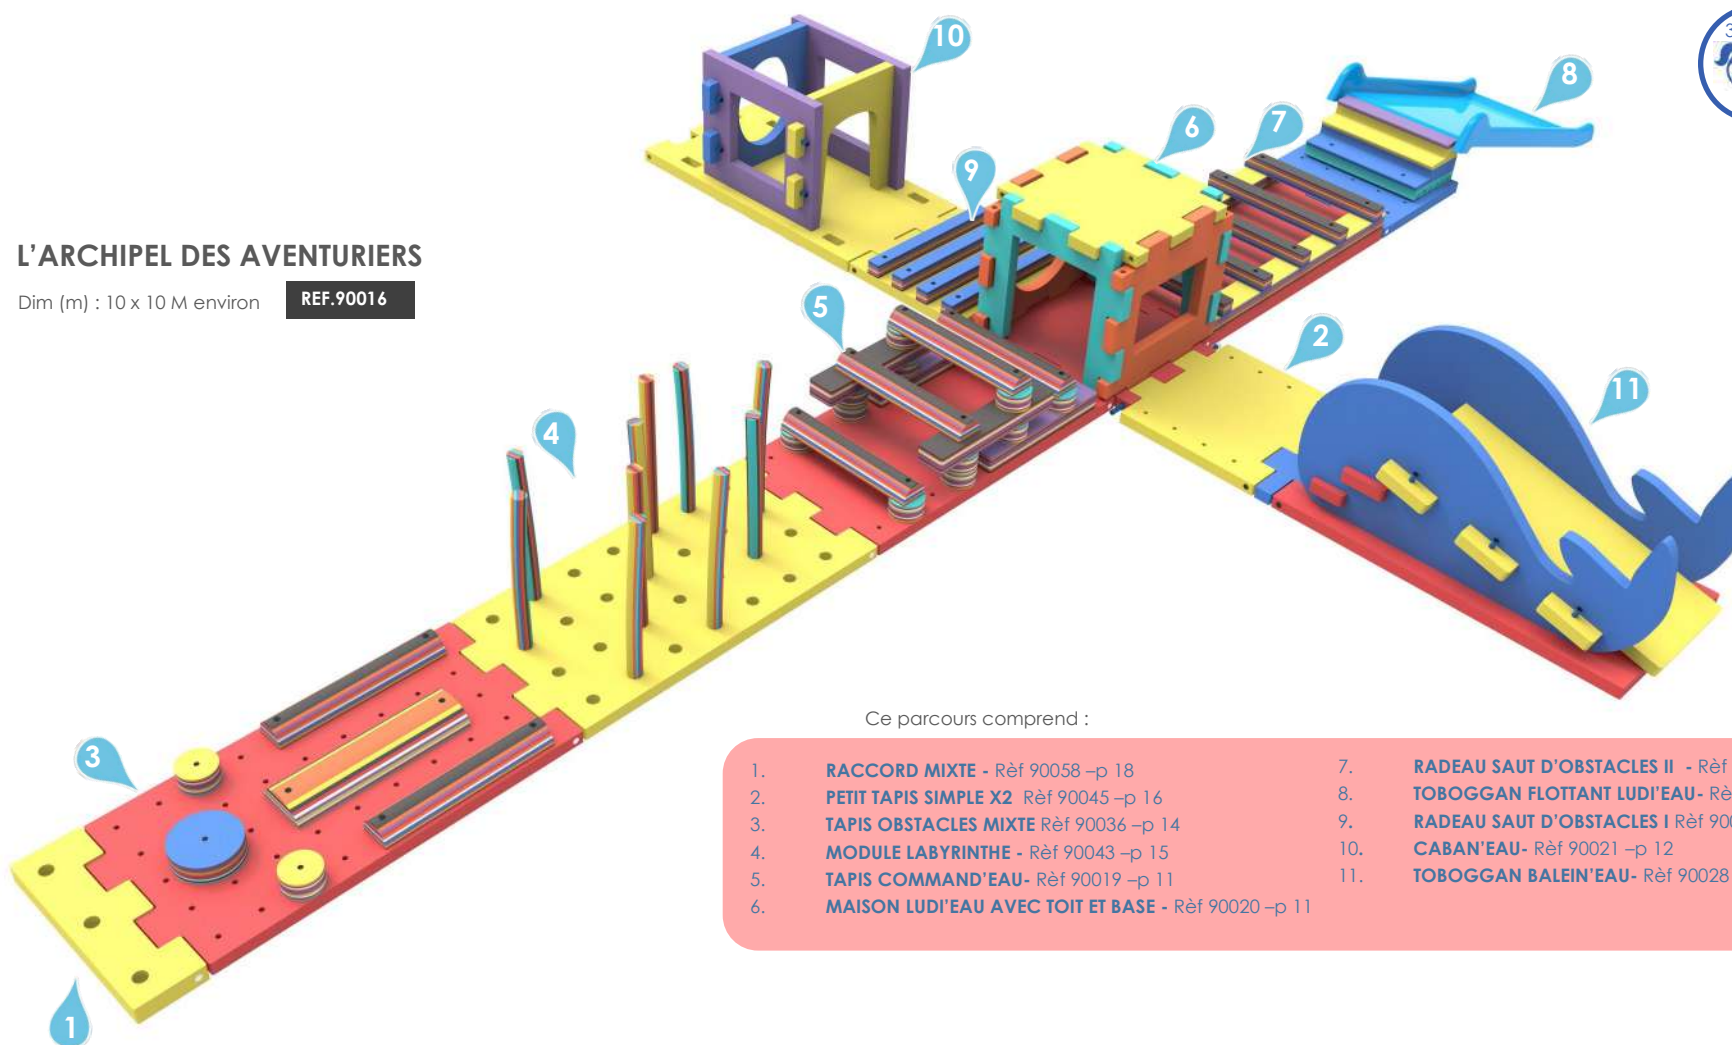 10
8
6
7
9
L'ARCHIPEL DES AVENTURIERS
Dim (m) : 10 x 10 M environ
REF.90016
5
2
11
4
3
1
Ce parcours comprend :
1. RACCORD MIXTE - Rèf 90058 –p 18
2. PETIT TAPIS SIMPLE X2 Rèf 90045 –p 16
3. TAPIS OBSTACLES MIXTE Rèf 90036 –p 14
4. MODULE LABYRINTHE - Rèf 90043 –p 15
5. TAPIS COMMAND'EAU- Rèf 90019 –p 11
6. MAISON LUDI'EAU AVEC TOIT ET BASE - Rèf 90020 –p 11
7. RADEAU SAUT D'OBSTACLES II - Rèf
8. TOBOGGAN FLOTTANT LUDI'EAU-
9. RADEAU SAUT D'OBSTACLES I Rèf
10. CABAN'EAU- Rèf 90021 –p 12
11. TOBOGGAN BALEIN'EAU- Rèf 90028